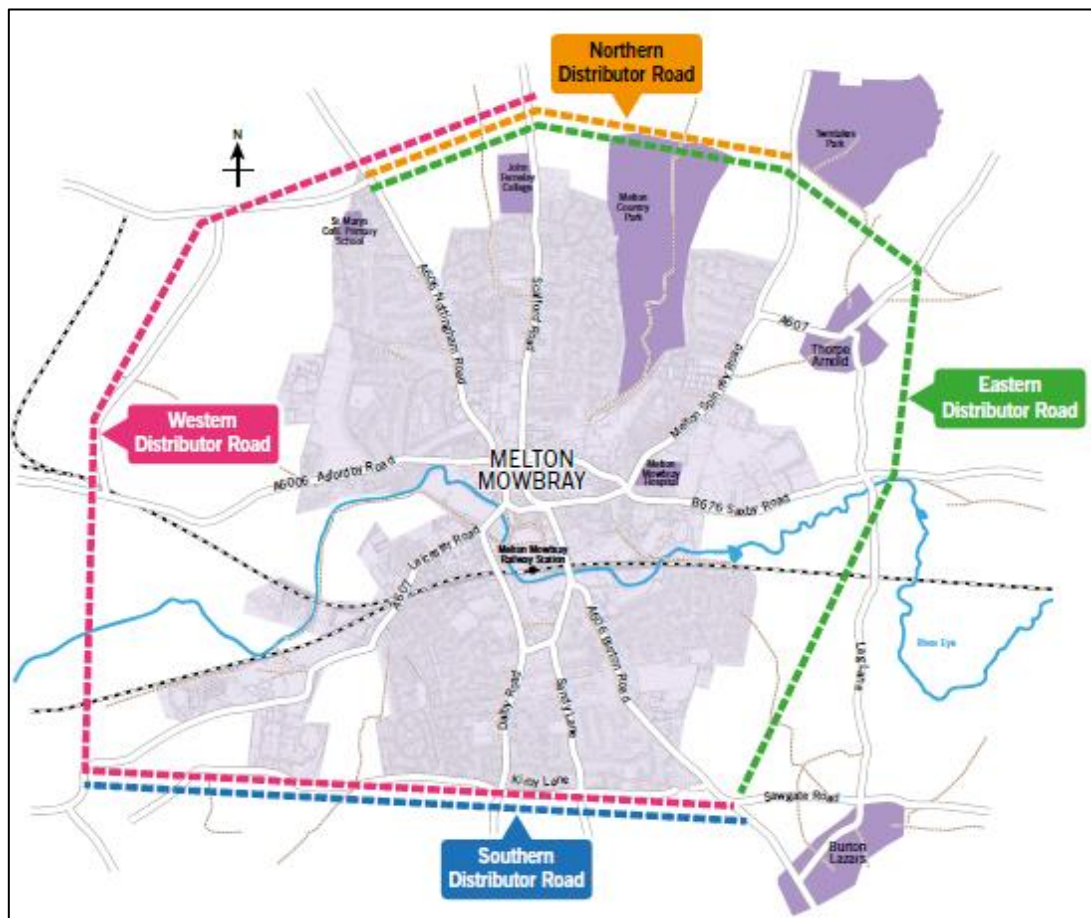 Northern
Distributor Road
N
Twinlakes
Park
John
Ferneley
College
Melton
Country
Park
St. Marys
Coll. Primary
School
A606 Nottingham Road
Scalford Road
A607
Thorpe
Arnold
Melton Spinney Road
Eastern
Distributor Road
Western
Distributor Road
MELTON
MOWBRAY
A6006 Asfordby Road
Melton
Mowbray
Hospital
B676 Saxby Road
A607 Leicester Road
Melton Mowbray
Railway Station
A606 Burton Road
River Eye
Lag Lane
Dalby Road
Sandy Lane
Kirby Lane
Sawgate Road
Burton
Lazars
Southern
Distributor Road